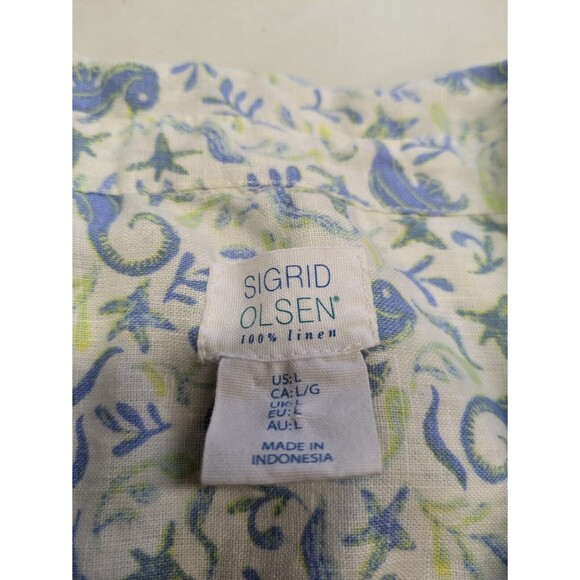 SIGRID
OLSEN®
100% linen
US:L
CA:L/G
UK:L
EU:L
AU:L
MADE IN
INDONESIA